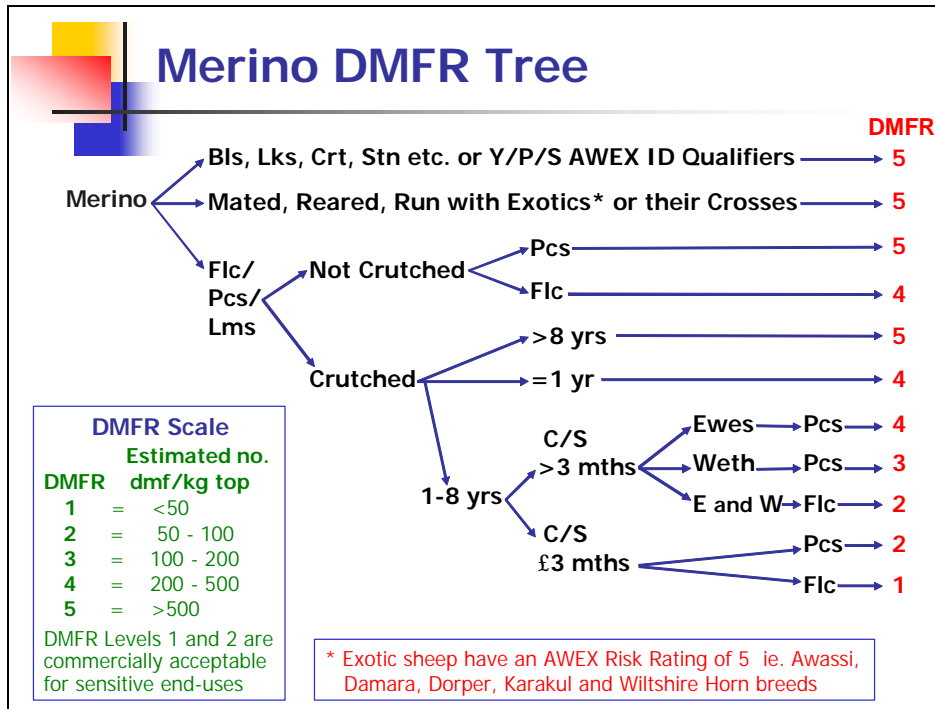 Merino DMFR Tree
DMFR
Bls, Lks, Crt, Stn etc. or Y/P/S AWEX ID Qualifiers 5
Merino
Mated, Reared, Run with Exotics* or their Crosses 5
Flc/
Pcs/
Lms
Not Crutched
Pcs 5
Flc 4
Crutched
>8 yrs 5
=1 yr 4
1-8 yrs
C/S
>3 mths
Ewes Pcs 4
Weth Pcs 3
E and W Flc 2
C/S
£3 mths
Pcs 2
Flc 1
DMFR Scale
Estimated no.
DMFR dmf/kg top
1 = <50
2 = 50 - 100
3 = 100 - 200
4 = 200 - 500
5 = >500
DMFR Levels 1 and 2 are
commercially acceptable
for sensitive end-uses
* Exotic sheep have an AWEX Risk Rating of 5 ie. Awassi,
Damara, Dorper, Karakul and Wiltshire Horn breeds